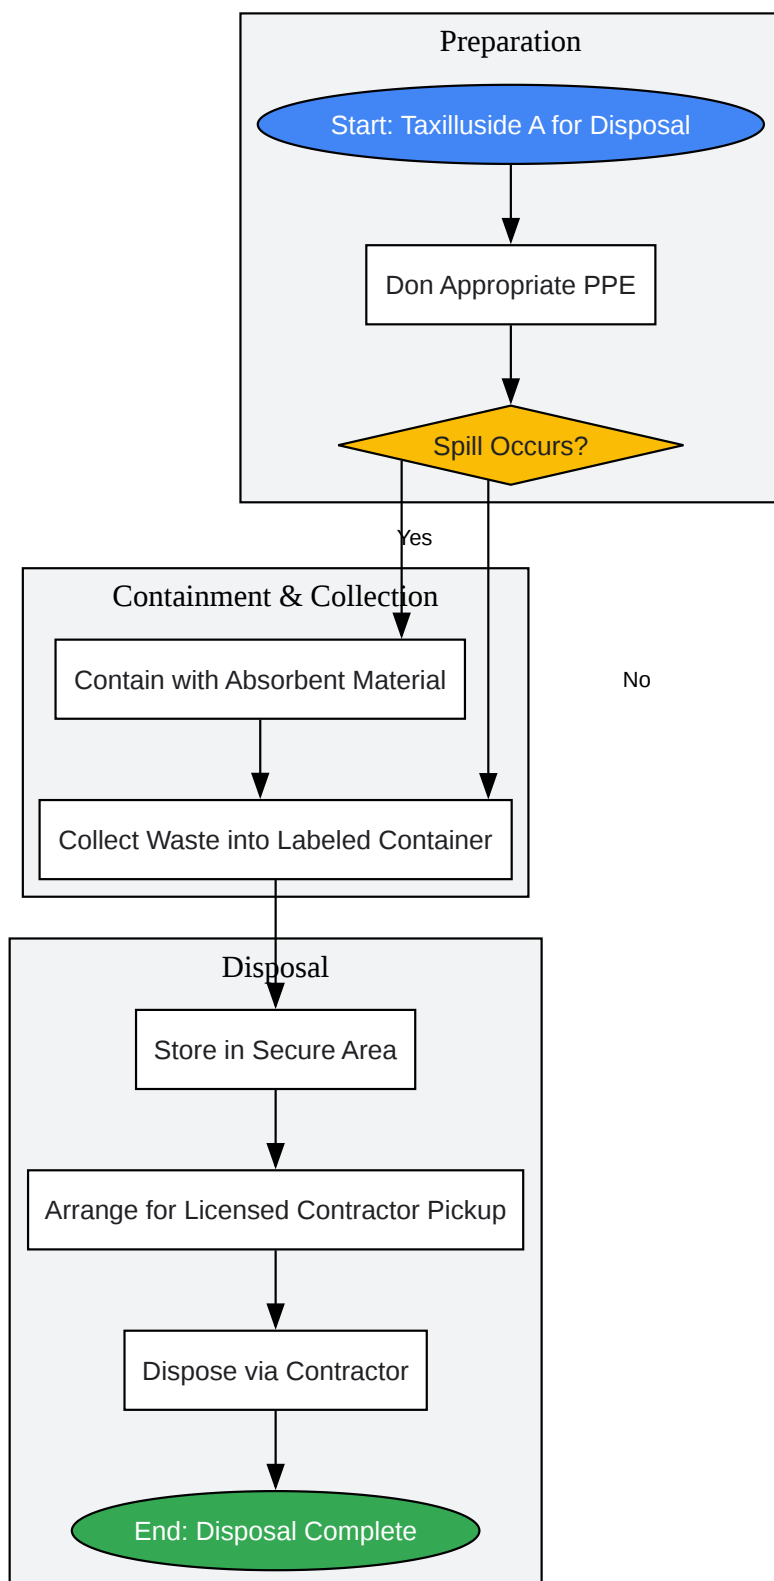 Preparation
Start: Taxilluside A for Disposal
Don Appropriate PPE
Spill Occurs?
Yes
Containment & Collection
Contain with Absorbent Material
No
Collect Waste into Labeled Container
Disposal
Store in Secure Area
Arrange for Licensed Contractor Pickup
Dispose via Contractor
End: Disposal Complete